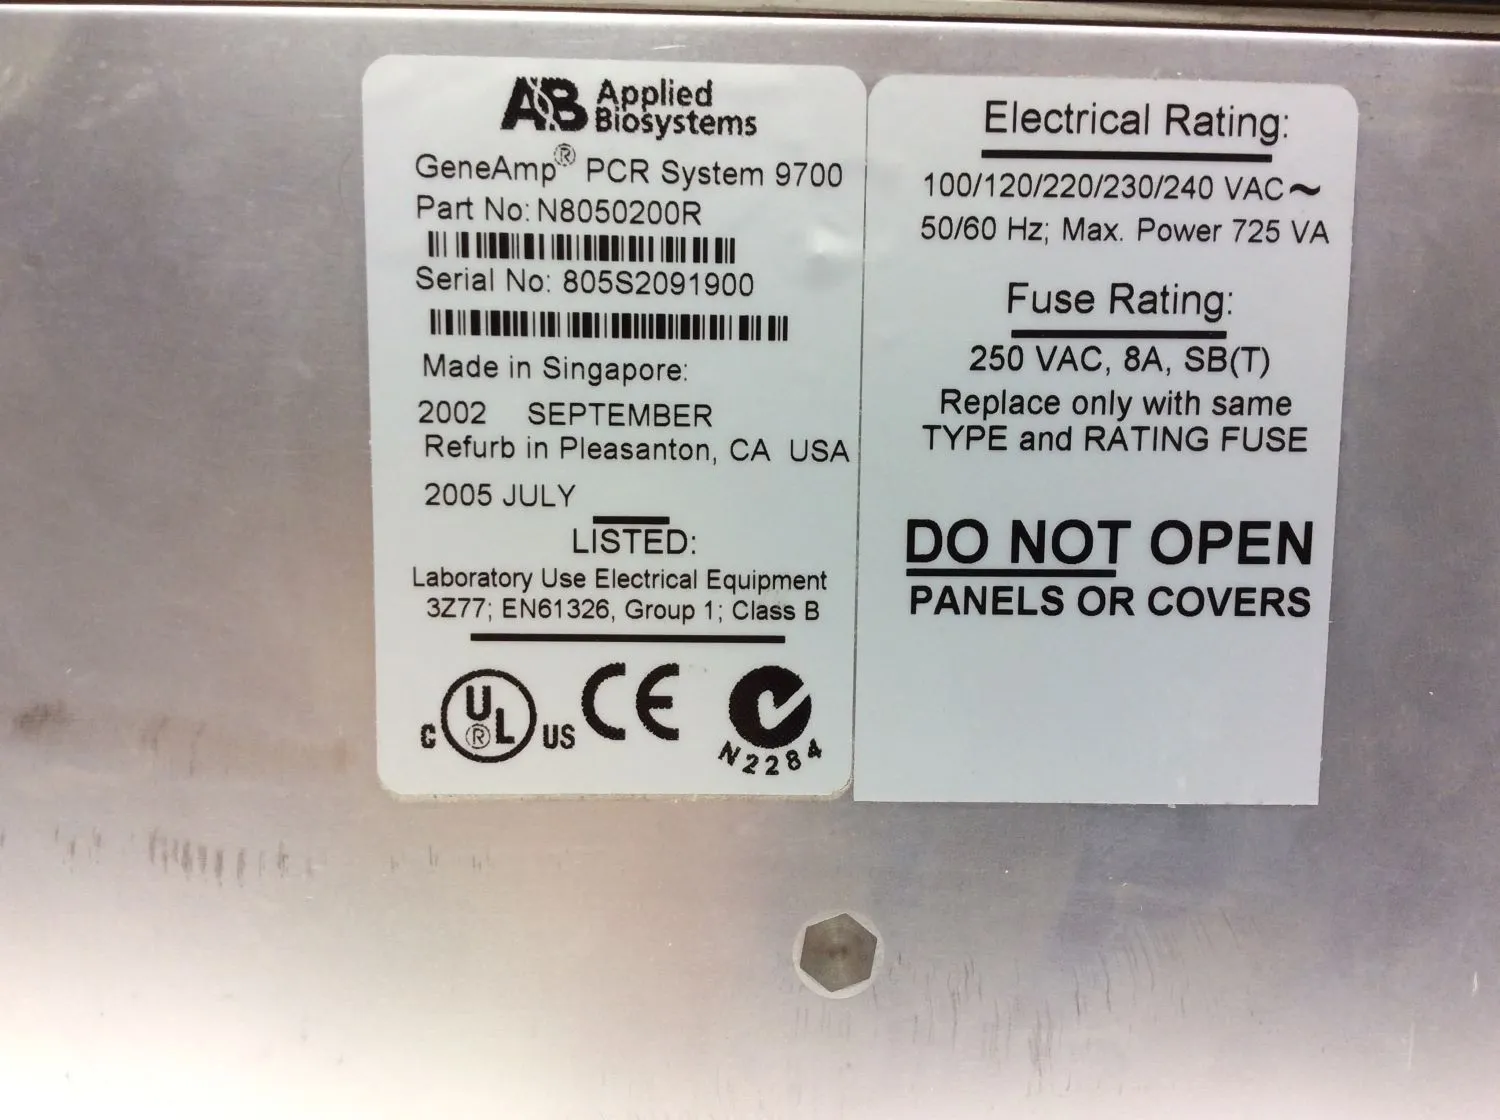 AB Applied
Biosystems
GeneAmp® PCR System 9700
Part No: N8050200R
Serial No: 805S2091900
Made in Singapore:
2002 SEPTEMBER
Refurb in Pleasanton, CA USA
2005 JULY
LISTED:
Laboratory Use Electrical Equipment
3Z77; EN61326, Group 1; Class B
C UL® US CE
N2284
Electrical Rating:
100/120/220/230/240 VAC~
50/60 Hz; Max. Power 725 VA
Fuse Rating:
250 VAC, 8A, SB(T)
Replace only with same
TYPE and RATING FUSE
DO NOT OPEN
PANELS OR COVERS